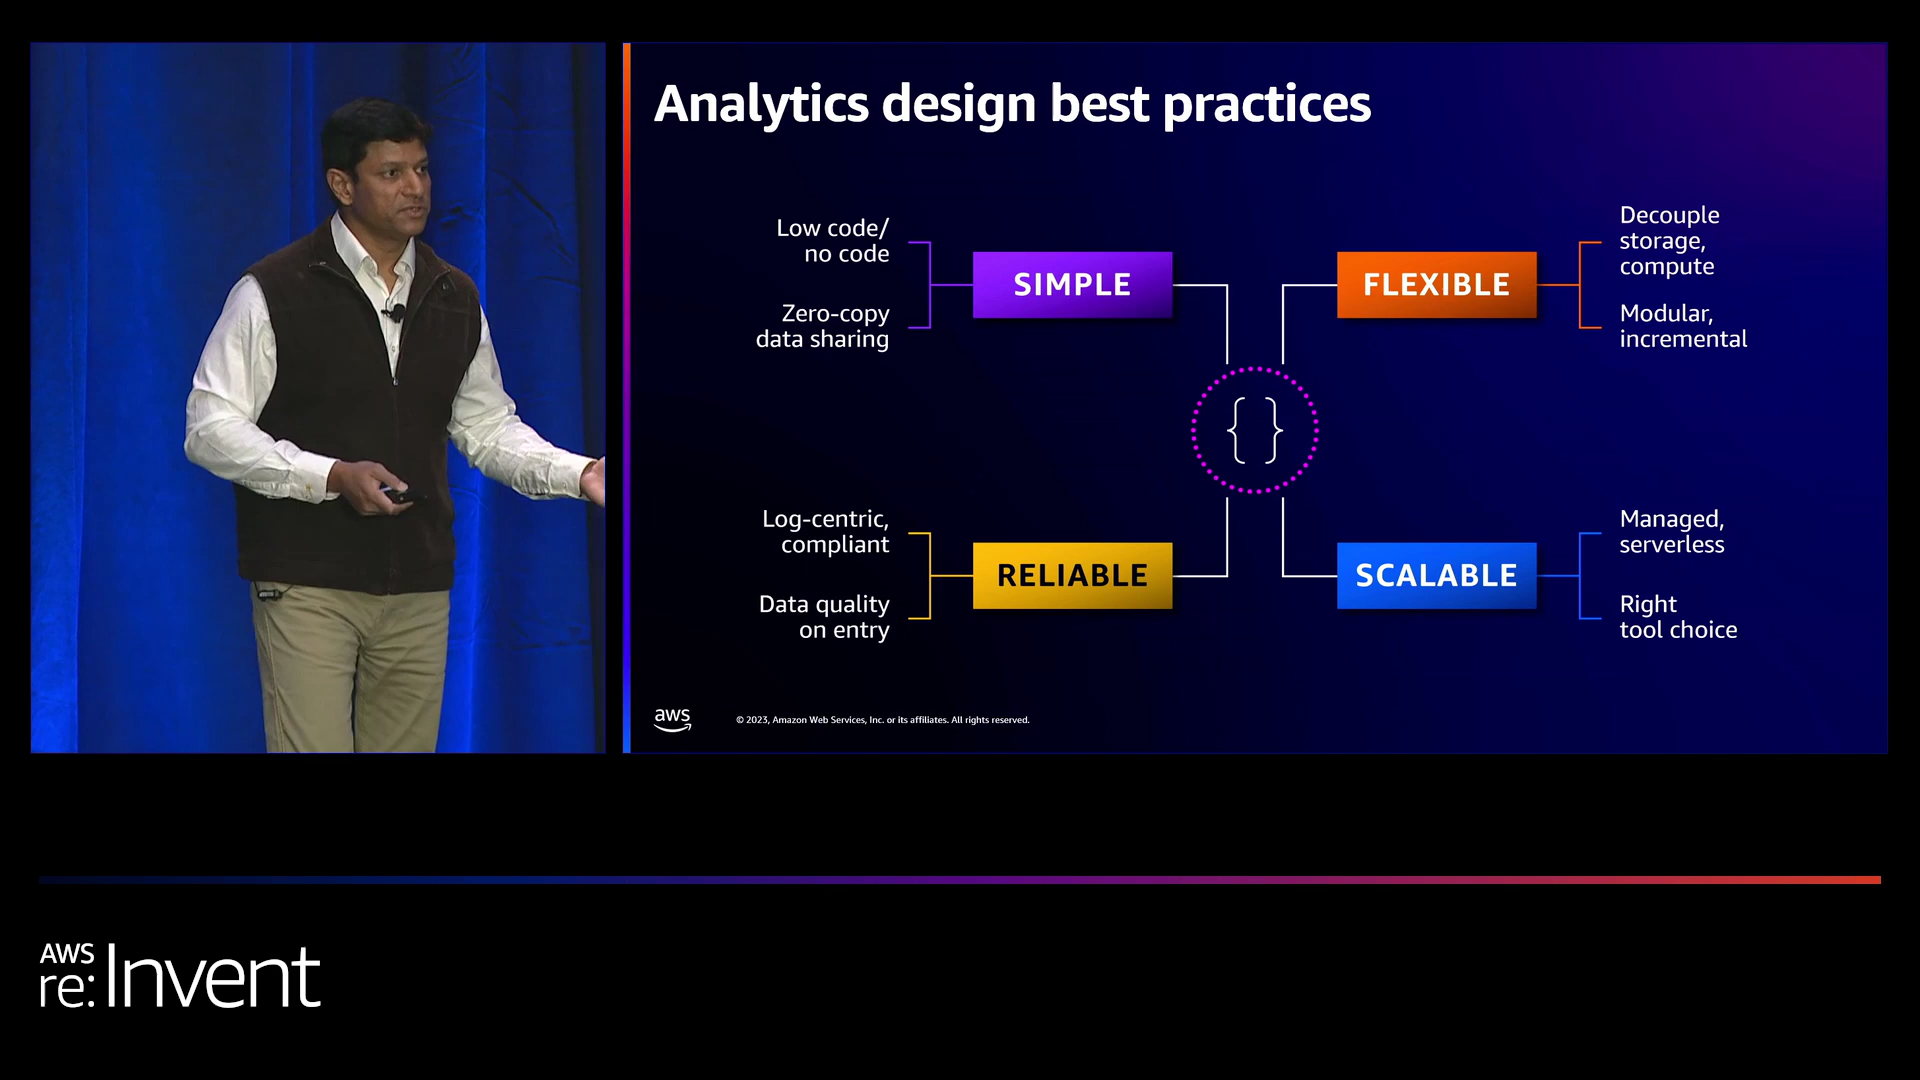 Analytics design best practices
Low code/
no code
Zero-copy
data sharing
SIMPLE
FLEXIBLE
Decouple
storage,
compute
Modular,
incremental
{ }
Log-centric,
compliant
Data quality
on entry
RELIABLE
SCALABLE
Managed,
serverless
Right
tool choice
aws
© 2023, Amazon Web Services, Inc. or its affiliates. All rights reserved.
AWS
re:Invent